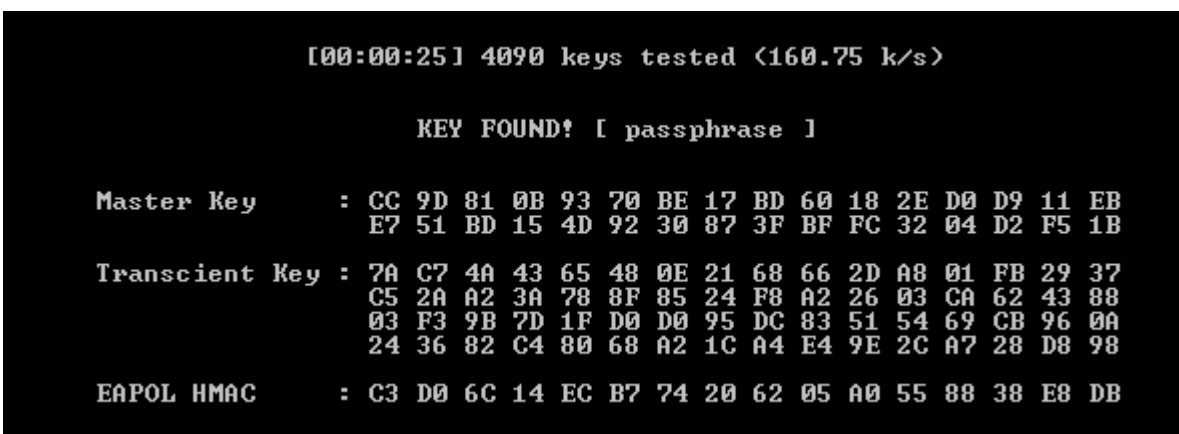 [00:00:25] 4090 keys tested (160.75 k/s)
KEY FOUND! [ passphrase ]
Master Key : CC 9D 81 0B 93 70 BE 17 BD 60 18 2E D0 D9 11 EB
E7 51 BD 15 4D 92 30 87 3F BF FC 32 04 D2 F5 1B
Transcient Key : 7A C7 4A 43 65 48 0E 21 68 66 2D A8 01 FB 29 37
C5 2A A2 3A 78 8F 85 24 F8 A2 26 03 CA 62 43 88
03 F3 9B 7D 1F D0 D0 95 DC 83 51 54 69 CB 96 0A
24 36 82 C4 80 68 A2 1C A4 E4 9E 2C A7 28 D8 98
EAPOL HMAC : C3 D0 6C 14 EC B7 74 20 62 05 A0 55 88 38 E8 DB